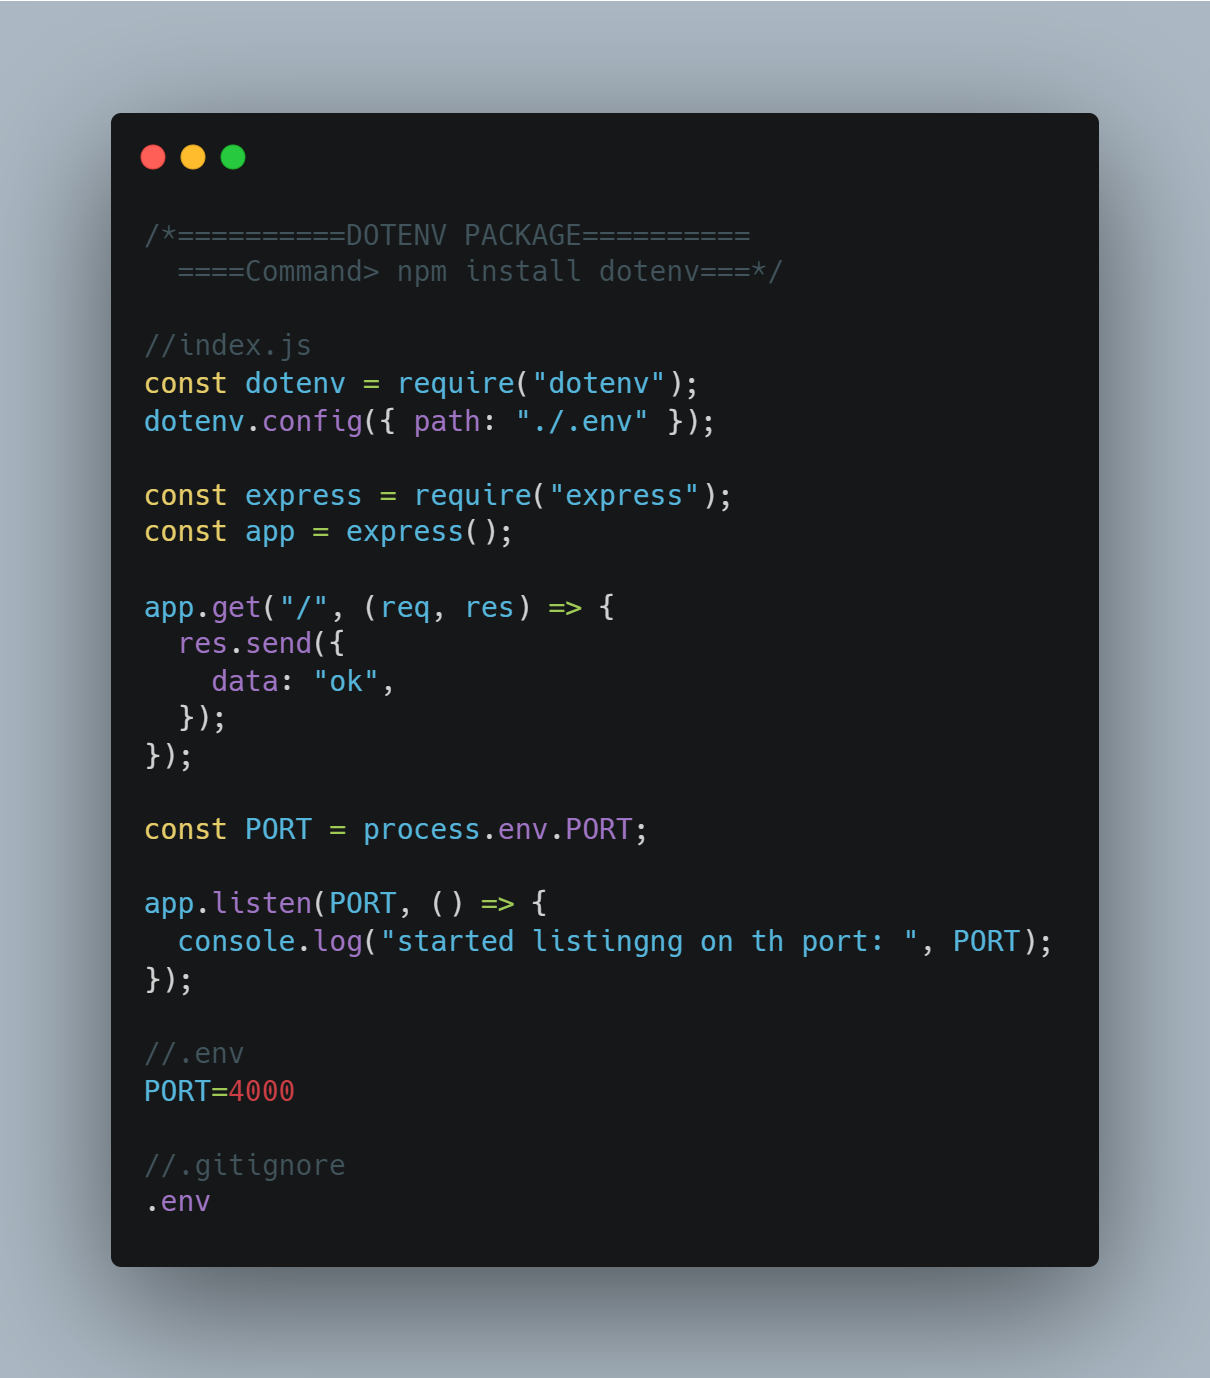 /*==========DOTENV PACKAGE==========
  ====Command> npm install dotenv===*/
//index.js
const dotenv = require("dotenv");
dotenv.config({ path: "./.env" });
const express = require("express");
const app = express();
app.get("/", (req, res) => {
  res.send({
    data: "ok",
  });
});
const PORT = process.env.PORT;
app.listen(PORT, () => {
  console.log("started listingng on th port: ", PORT);
});
//.env
PORT=4000
//.gitignore
.env